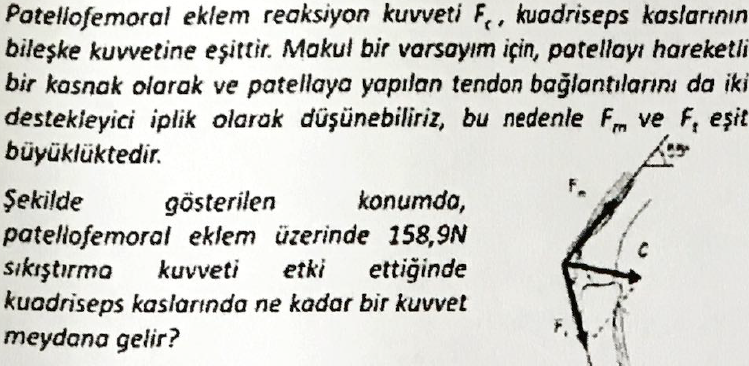 Patellofemoral eklem reaksiyon kuvveti F꜀, kuadriseps kaslarının
bileşke kuvvetine eşittir. Makul bir varsayım için, patellayı hareketli
bir kasnak olarak ve patellaya yapılan tendon bağlantılarını da iki
destekleyici iplik olarak düşünebiliriz, bu nedenle Fₘ ve Fₜ eşit
büyüklüktedir.
Şekilde gösterilen konumda,
patellofemoral eklem üzerinde 158,9N
sıkıştırma kuvveti etki ettiğinde
kuadriseps kaslarında ne kadar bir kuvvet
meydana gelir?
Fₘ
C
Fₜ